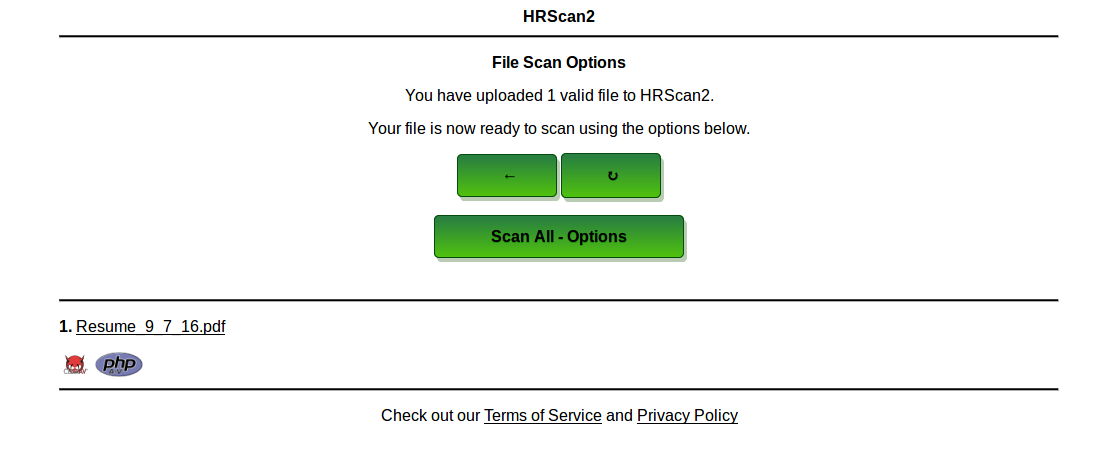 HRScan2
File Scan Options
You have uploaded 1 valid file to HRScan2.
Your file is now ready to scan using the options below.
← ↻
Scan All - Options
1. Resume_9_7_16.pdf
php
Check out our Terms of Service and Privacy Policy